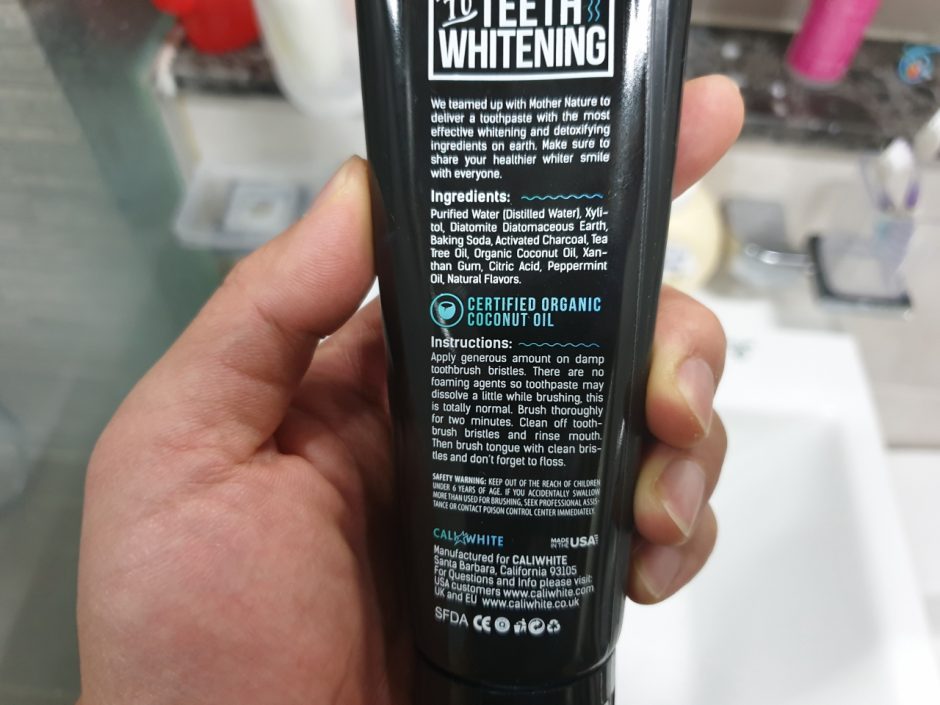 TO TEETH
WHITENING
We teamed up with Mother Nature to
deliver a toothpaste with the most
effective whitening and detoxifying
ingredients on earth. Make sure to
share your healthier whiter smile
with everyone.
Ingredients:
Purified Water (Distilled Water), Xyli-
tol, Diatomite Diatomaceous Earth,
Baking Soda, Activated Charcoal, Tea
Tree Oil, Organic Coconut Oil, Xan-
than Gum, Citric Acid, Peppermint
Oil, Natural Flavors.
CERTIFIED ORGANIC
COCONUT OIL
Instructions:
Apply generous amount on damp
toothbrush bristles. There are no
foaming agents so toothpaste may
dissolve a little while brushing, this
is totally normal. Brush thoroughly
for two minutes. Clean off tooth-
brush bristles and rinse mouth.
Then brush tongue with clean bris-
tles and don't forget to floss.
SAFETY WARNING: KEEP OUT OF THE REACH OF CHILDREN
UNDER 6 YEARS OF AGE. IF YOU ACCIDENTALLY SWALLOW
MORE THAN USED FOR BRUSHING, SEEK PROFESSIONAL ASSIS-
TANCE OR CONTACT POISON CONTROL CENTER IMMEDIATELY.
CALI WHITE
MADE IN THE USA
Manufactured for CALIWHITE
Santa Barbara, California 93105
For Questions and Info please visit:
USA customers www.caliwhite.com
UK and EU www.caliwhite.co.uk
SFDA CE